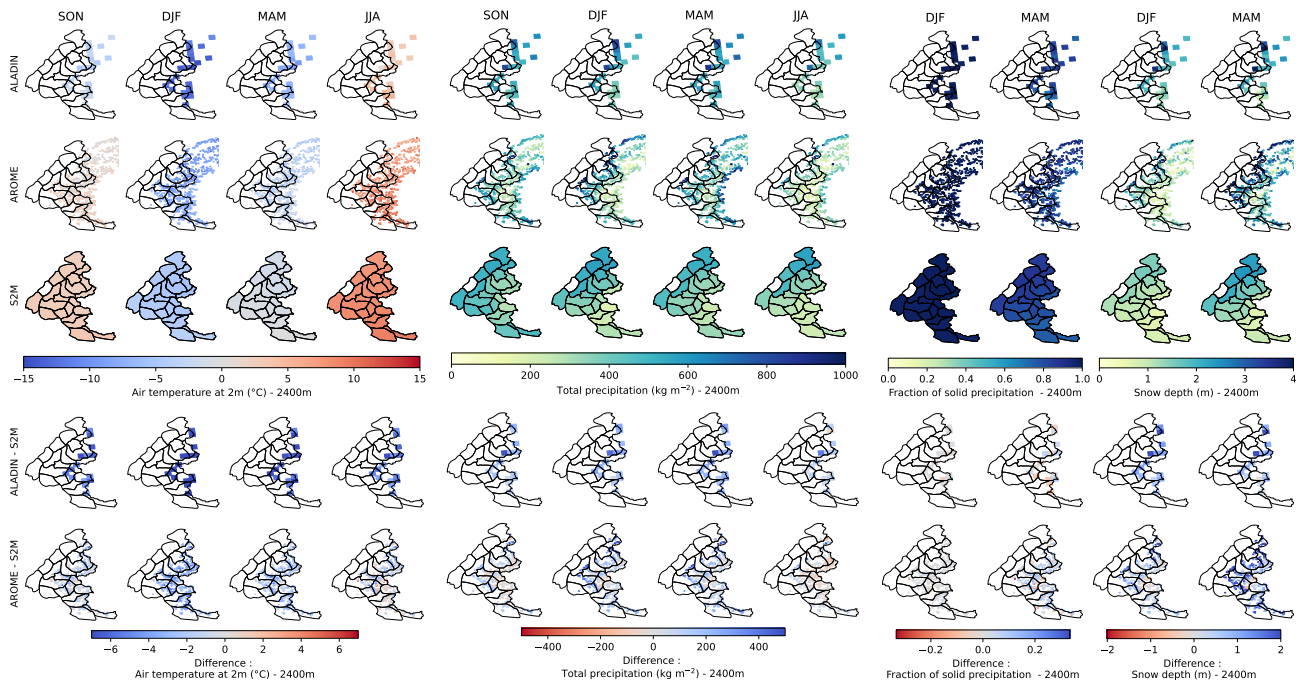 SON DJF MAM JJA SON DJF MAM JJA DJF MAM DJF MAM
ALADIN
AROME
S2M
−15 −10 −5 0 5 10 15
Air temperature at 2m (°C) - 2400m
0 200 400 600 800 1000
Total precipitation (kg m⁻²) - 2400m
0.0 0.2 0.4 0.6 0.8 1.0
Fraction of solid precipitation - 2400m
0 1 2 3 4
Snow depth (m) - 2400m
ALADIN - S2M
AROME - S2M
−6 −4 −2 0 2 4 6
Difference :
Air temperature at 2m (°C) - 2400m
−400 −200 0 200 400
Difference :
Total precipitation (kg m⁻²) - 2400m
−0.2 0.0 0.2
Difference :
Fraction of solid precipitation - 2400m
−2 −1 0 1 2
Difference :
Snow depth (m) - 2400m